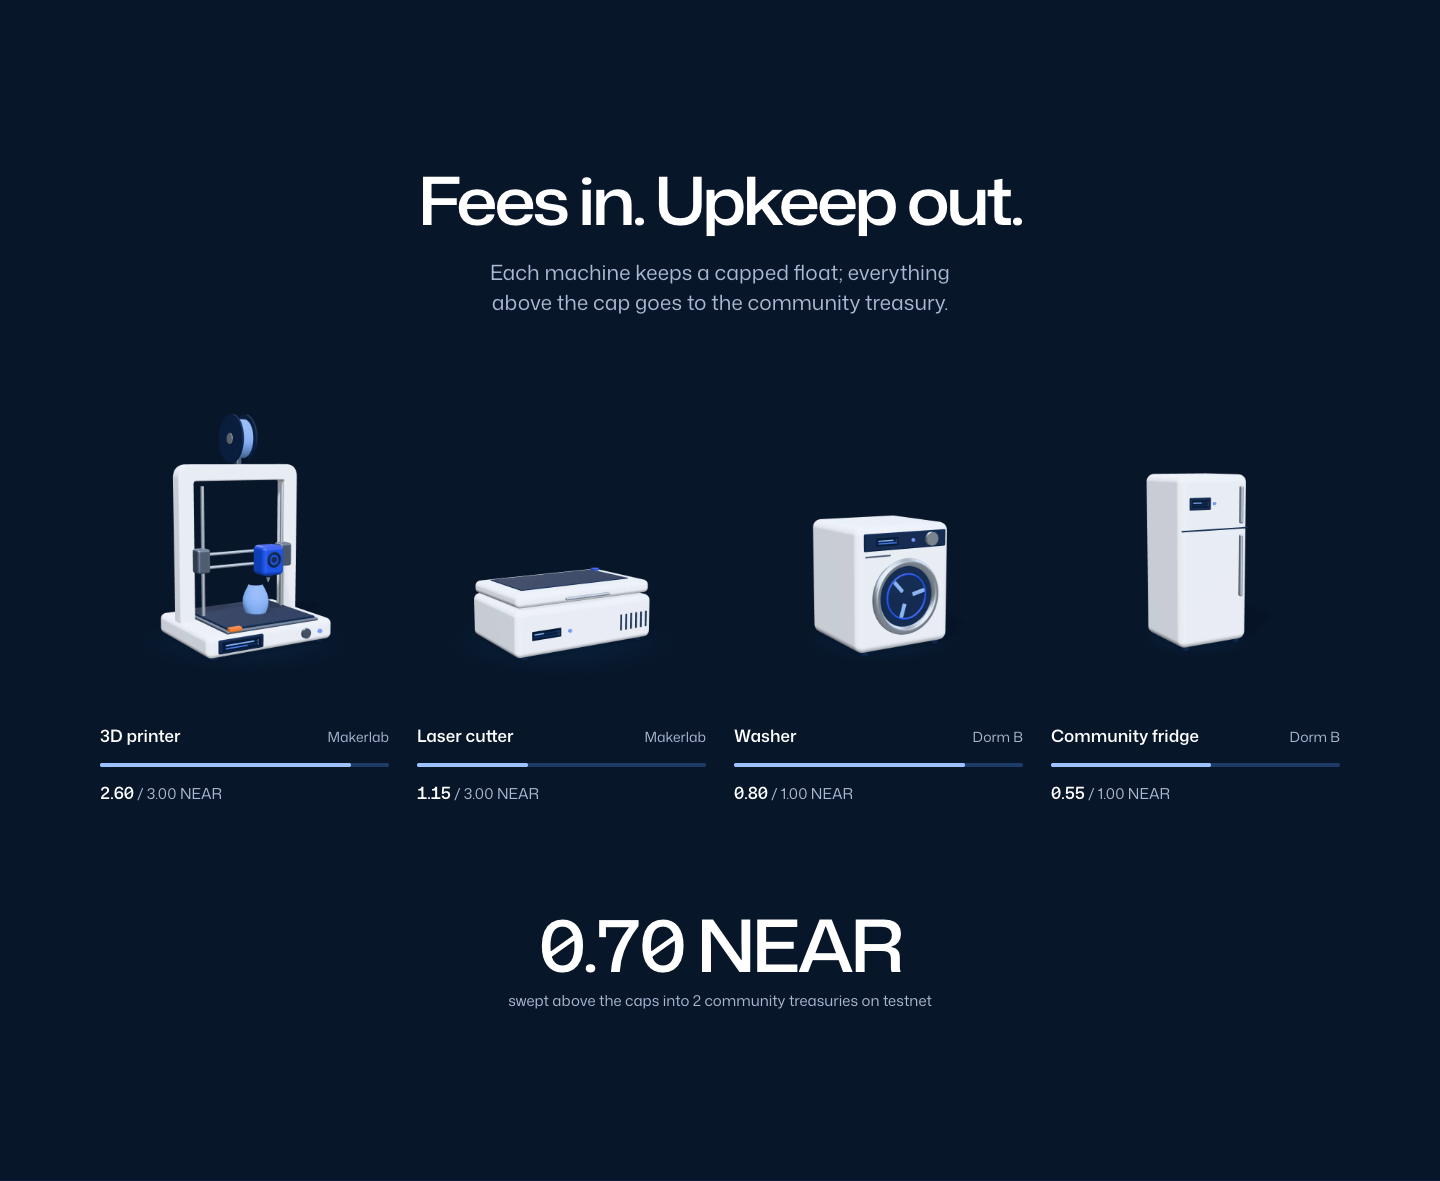 Fees in. Upkeep out.
Each machine keeps a capped float; everything
above the cap goes to the community treasury.
3D printer Makerlab
2.60 / 3.00 NEAR
Laser cutter Makerlab
1.15 / 3.00 NEAR
Washer Dorm B
0.80 / 1.00 NEAR
Community fridge Dorm B
0.55 / 1.00 NEAR
0.70 NEAR
swept above the caps into 2 community treasuries on testnet